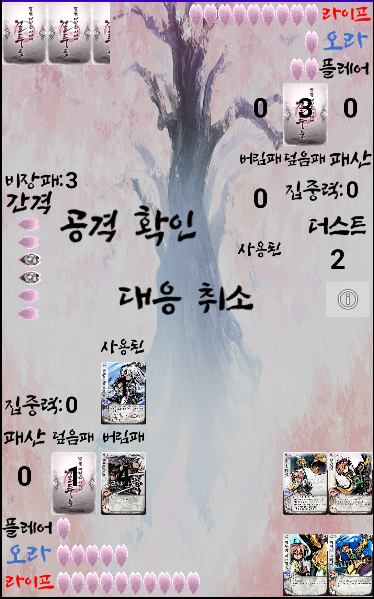 라이프
오라
플레어
0 3 0
버림패 덮음패 패산
비장패:3
간격
0
집중력:0
공격 확인
더스트
사용된
2
대응 취소
사용된
집중력:0
패산 덮음패 버림패
0 1
플레어
오라
라이프